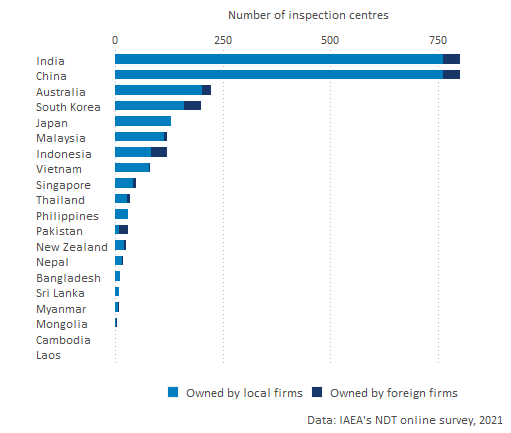 Number of inspection centres
0 250 500 750
India
China
Australia
South Korea
Japan
Malaysia
Indonesia
Vietnam
Singapore
Thailand
Philippines
Pakistan
New Zealand
Nepal
Bangladesh
Sri Lanka
Myanmar
Mongolia
Cambodia
Laos
Owned by local firms Owned by foreign firms
Data: IAEA's NDT online survey, 2021